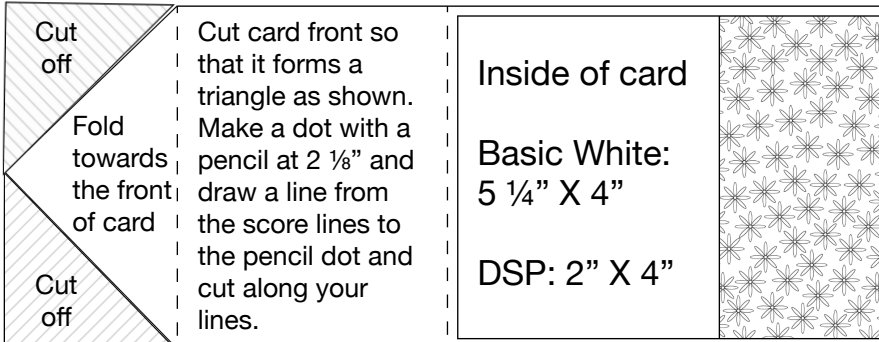 Cut
off
Fold
towards
the front
of card
Cut
off
Cut card front so
that it forms a
triangle as shown.
Make a dot with a
pencil at 2 ⅛” and
draw a line from
the score lines to
the pencil dot and
cut along your
lines.
Inside of card
Basic White:
5 ¼” X 4”
DSP: 2” X 4”